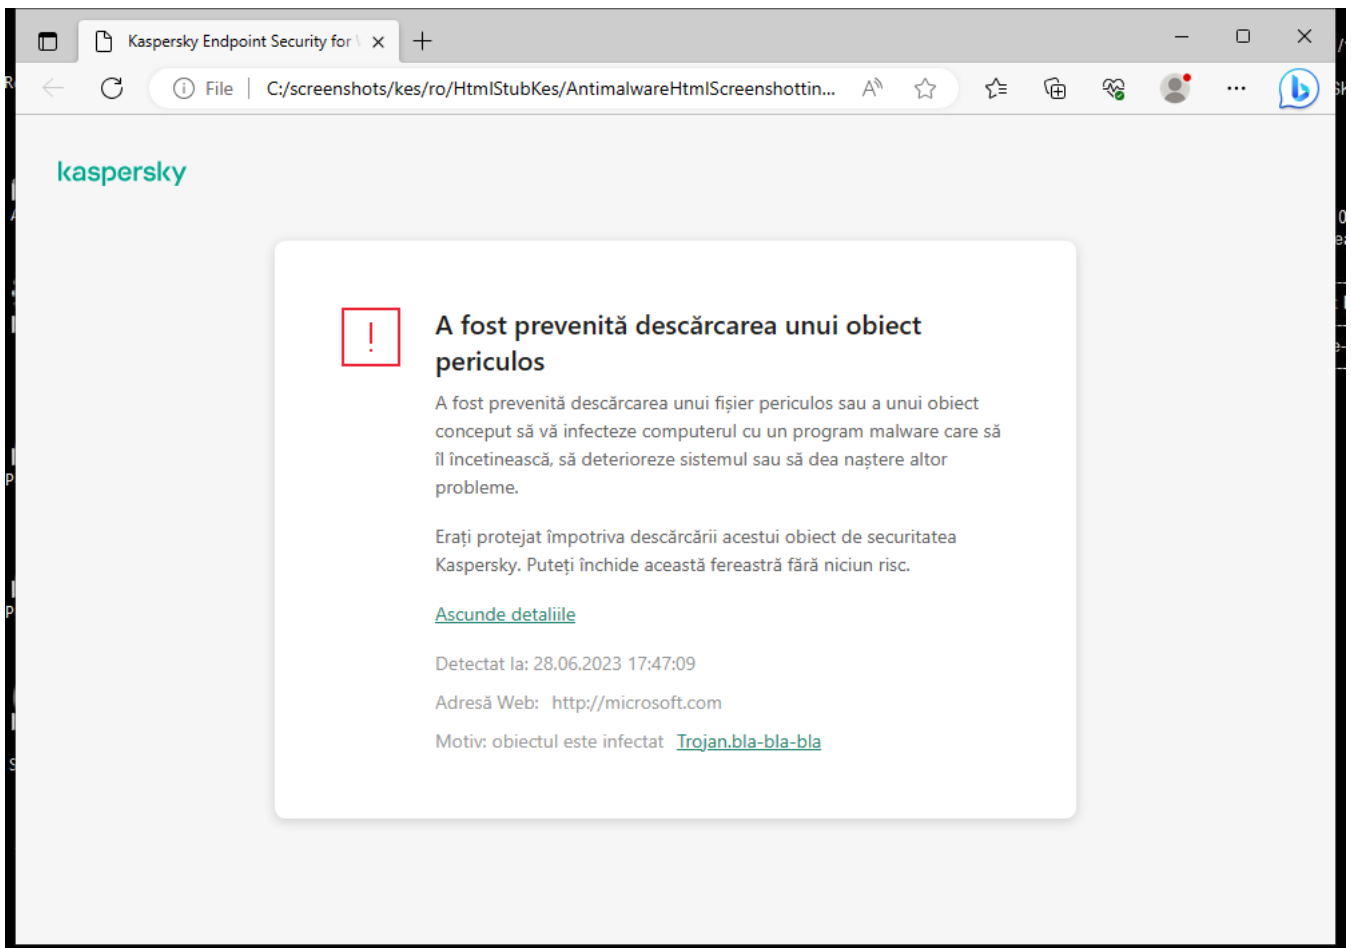 Kaspersky Endpoint Security for
File
C:/screenshots/kes/ro/HtmlStubKes/AntimalwareHtmlScreenshottin...
kaspersky
A fost prevenită descărcarea unui obiect
periculos
A fost prevenită descărcarea unui fișier periculos sau a unui obiect
conceput să vă infecteze computerul cu un program malware care să
îl încetinească, să deterioreze sistemul sau să dea naștere altor
probleme.
Erați protejat împotriva descărcării acestui obiect de securitatea
Kaspersky. Puteți închide această fereastră fără niciun risc.
Ascunde detaliile
Detectat la: 28.06.2023 17:47:09
Adresă Web: http://microsoft.com
Motiv: obiectul este infectat Trojan.bla-bla-bla